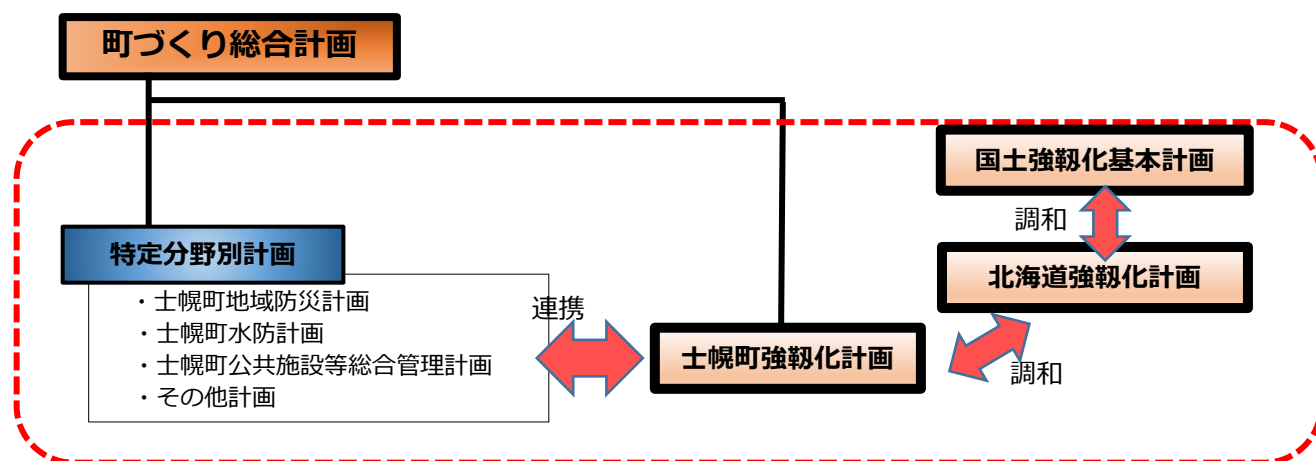 町づくり総合計画
国土強靱化基本計画
調和
特定分野別計画
北海道強靱化計画
・士幌町地域防災計画
・士幌町水防計画
・士幌町公共施設等総合管理計画
・その他計画
連携
士幌町強靱化計画
調和